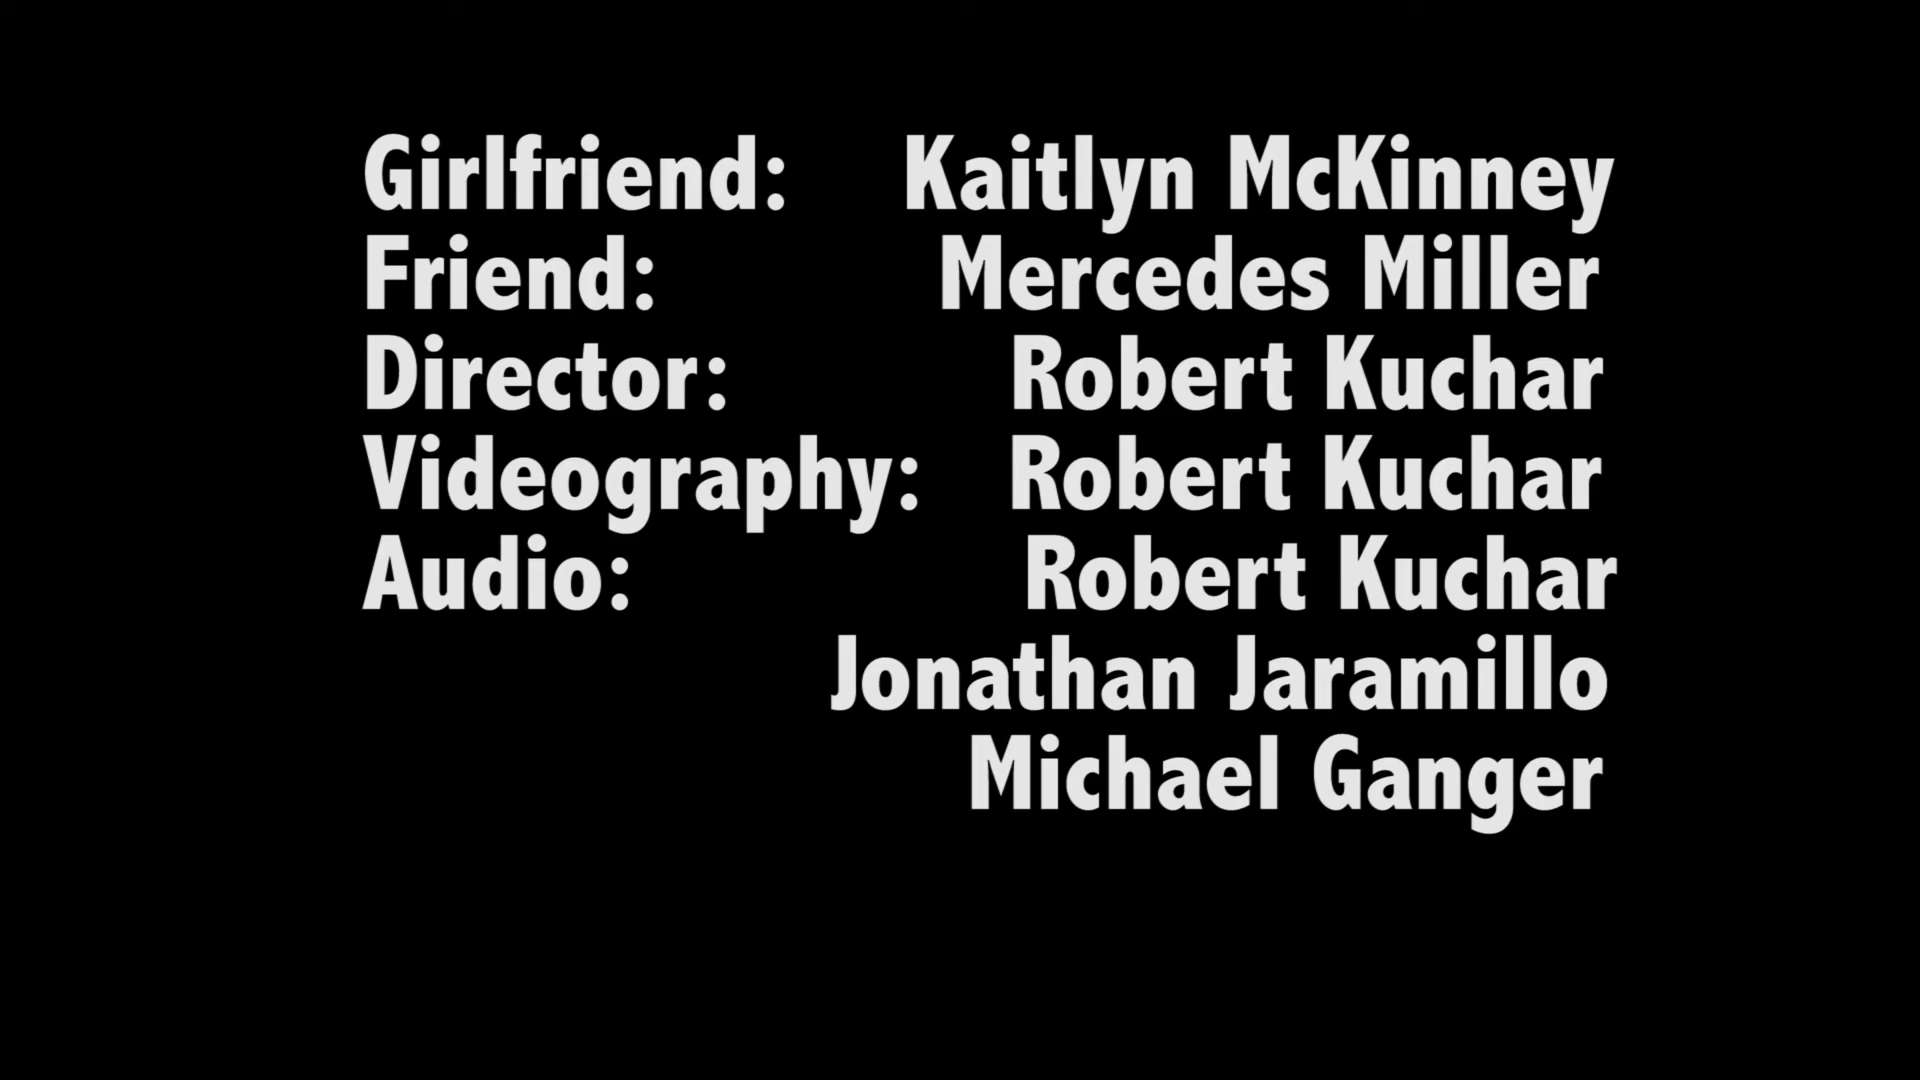 Girlfriend: Kaitlyn McKinney
Friend: Mercedes Miller
Director: Robert Kuchar
Videography: Robert Kuchar
Audio: Robert Kuchar
Jonathan Jaramillo
Michael Ganger